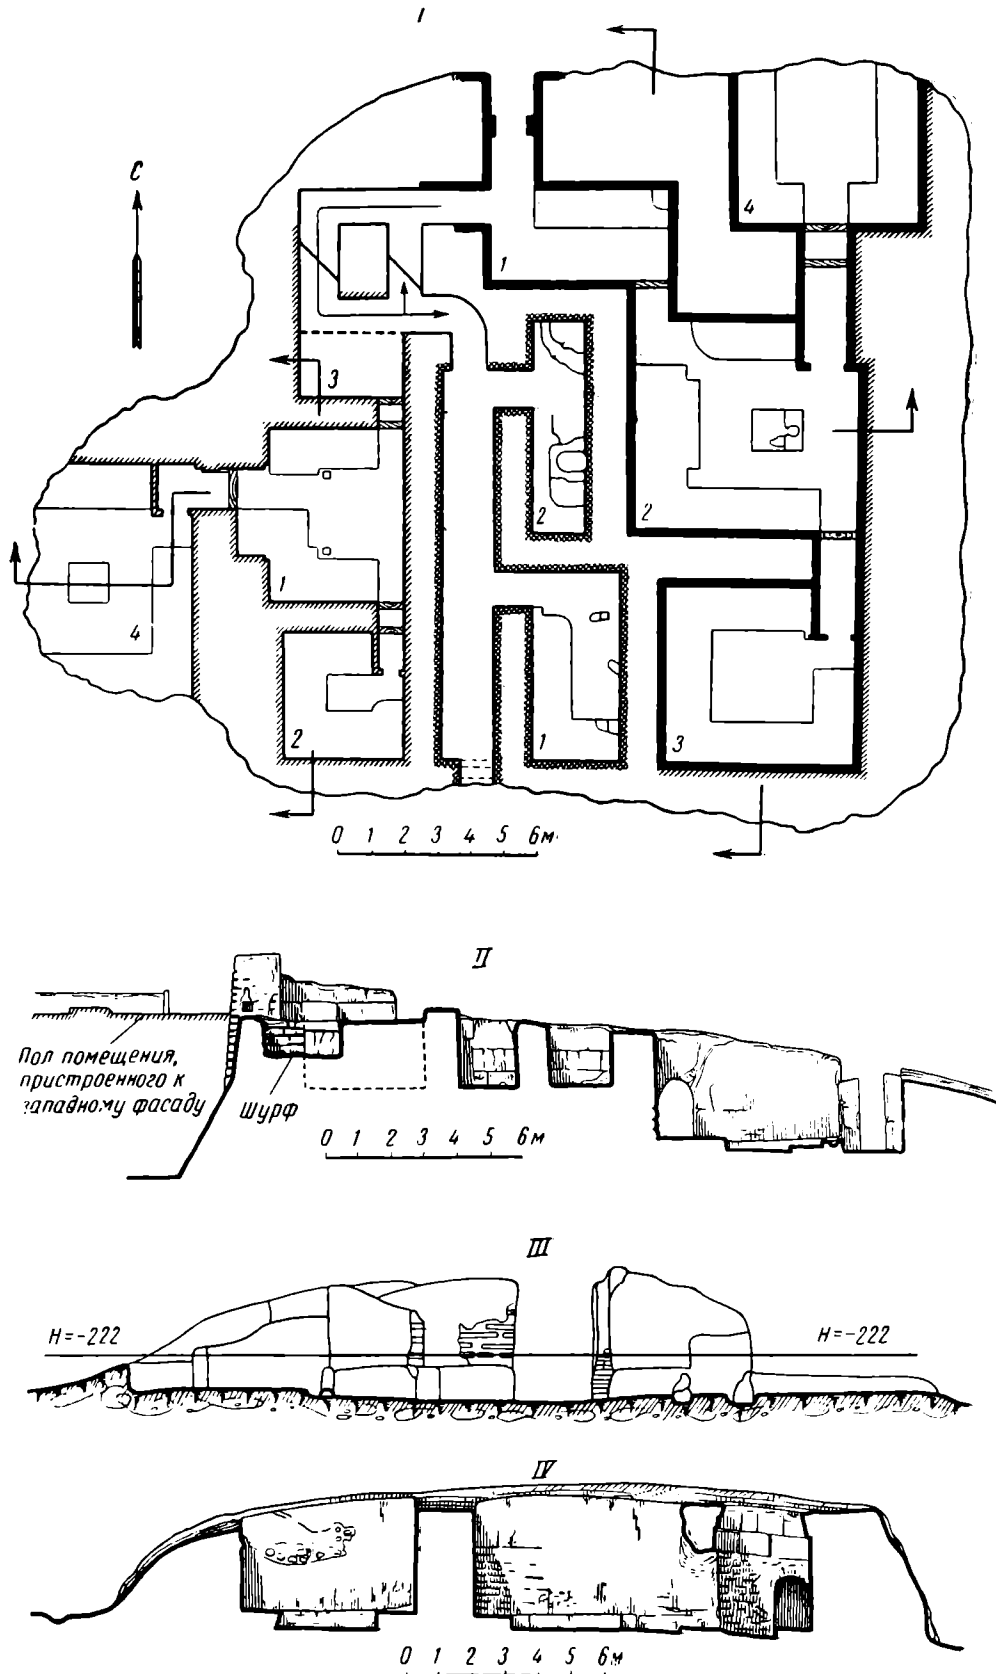 I
С
4
1
3
2
2
1
4
2
1
3
0 1 2 3 4 5 6м
II
Пол помещения,
пристроенного к
западному фасаду
Шурф
0 1 2 3 4 5 6м
III
H=-222
H=-222
IV
0 1 2 3 4 5 6м